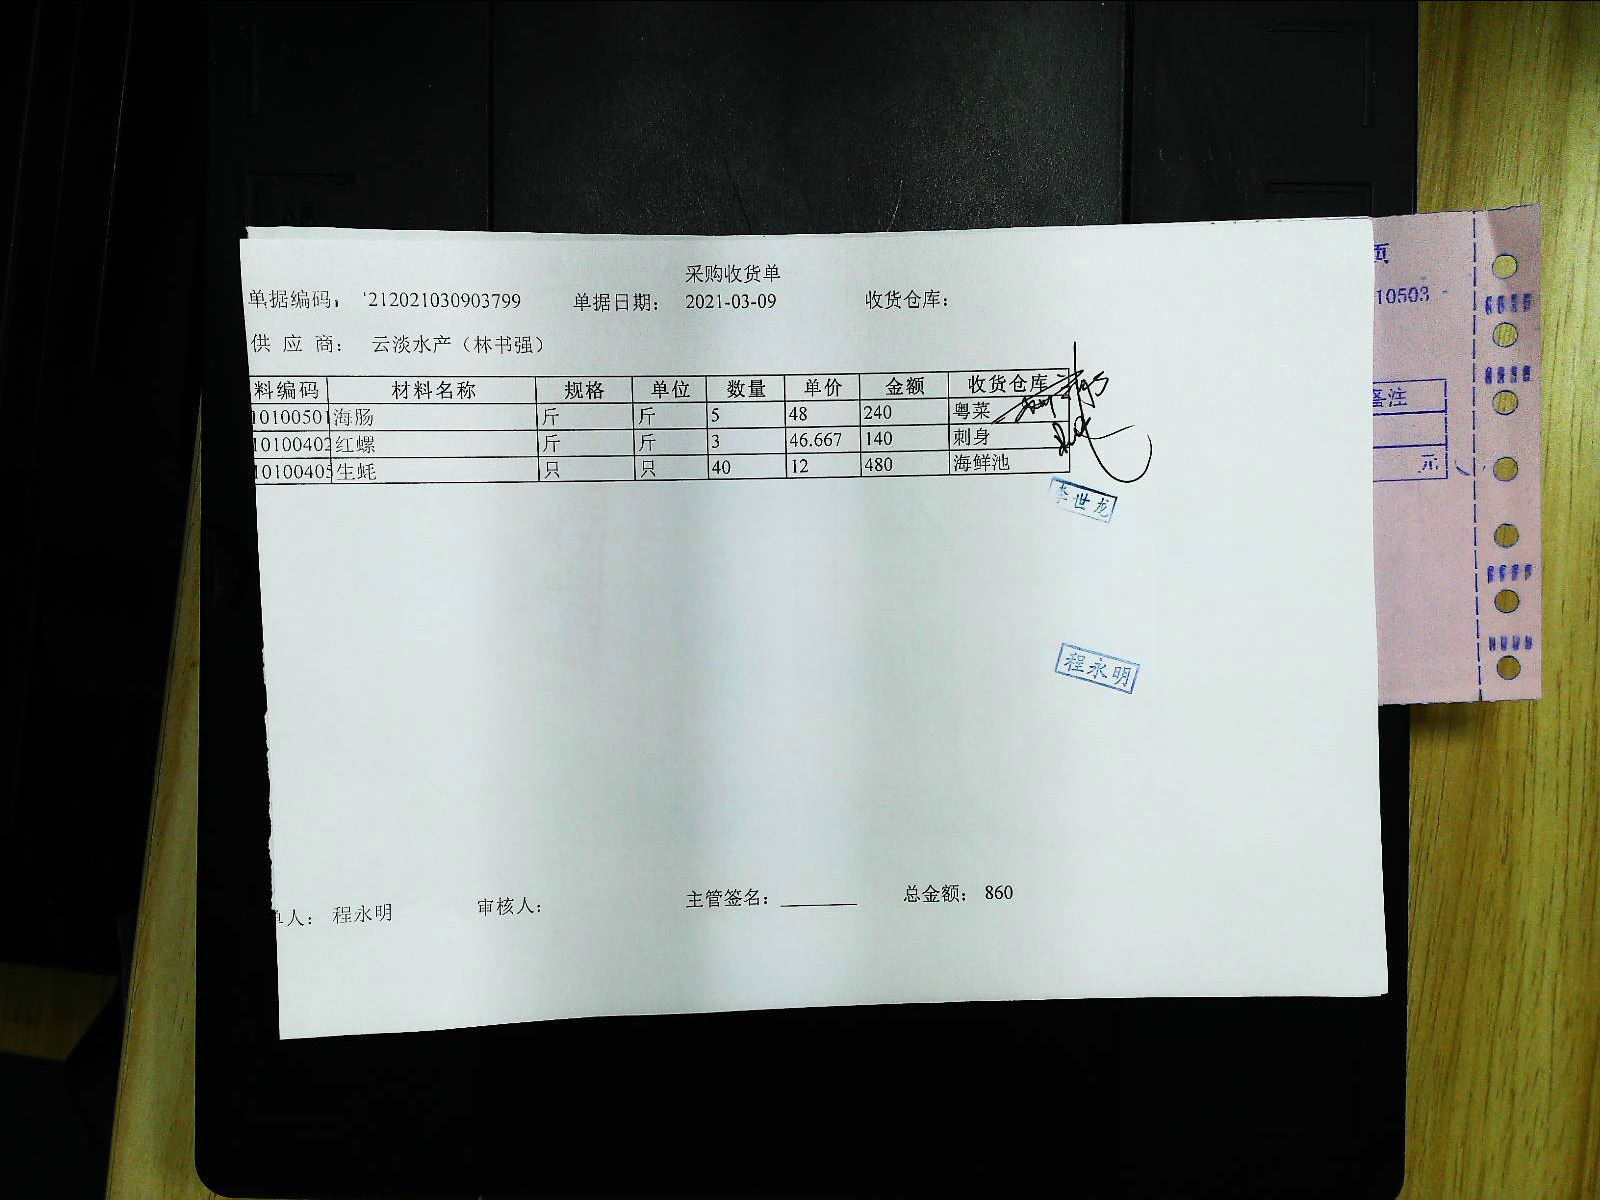 采购收货单
单据编码: '212021030903799 单据日期: 2021-03-09 收货仓库:
供 应 商: 云淡水产（林书强）
料编码 材料名称 规格 单位 数量 单价 金额 收货仓库
10100501 海肠 斤 斤 5 48 240 粤菜
10100402 红螺 斤 斤 3 46.667 140 刺身
10100405 生蚝 只 只 40 12 480 海鲜池
李世龙
程永明
单人: 程永明 审核人: 主管签名: ______ 总金额: 860
页
10503
备注
元